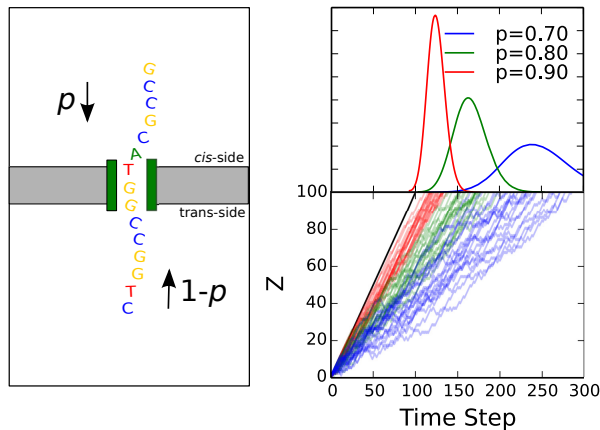 p
G
C
C
G
C
A
T
G
G
C
C
G
G
T
C
cis-side
trans-side
1-p
p=0.70
p=0.80
p=0.90
100
80
60
40
20
0
Z
0 50 100 150 200 250 300
Time Step